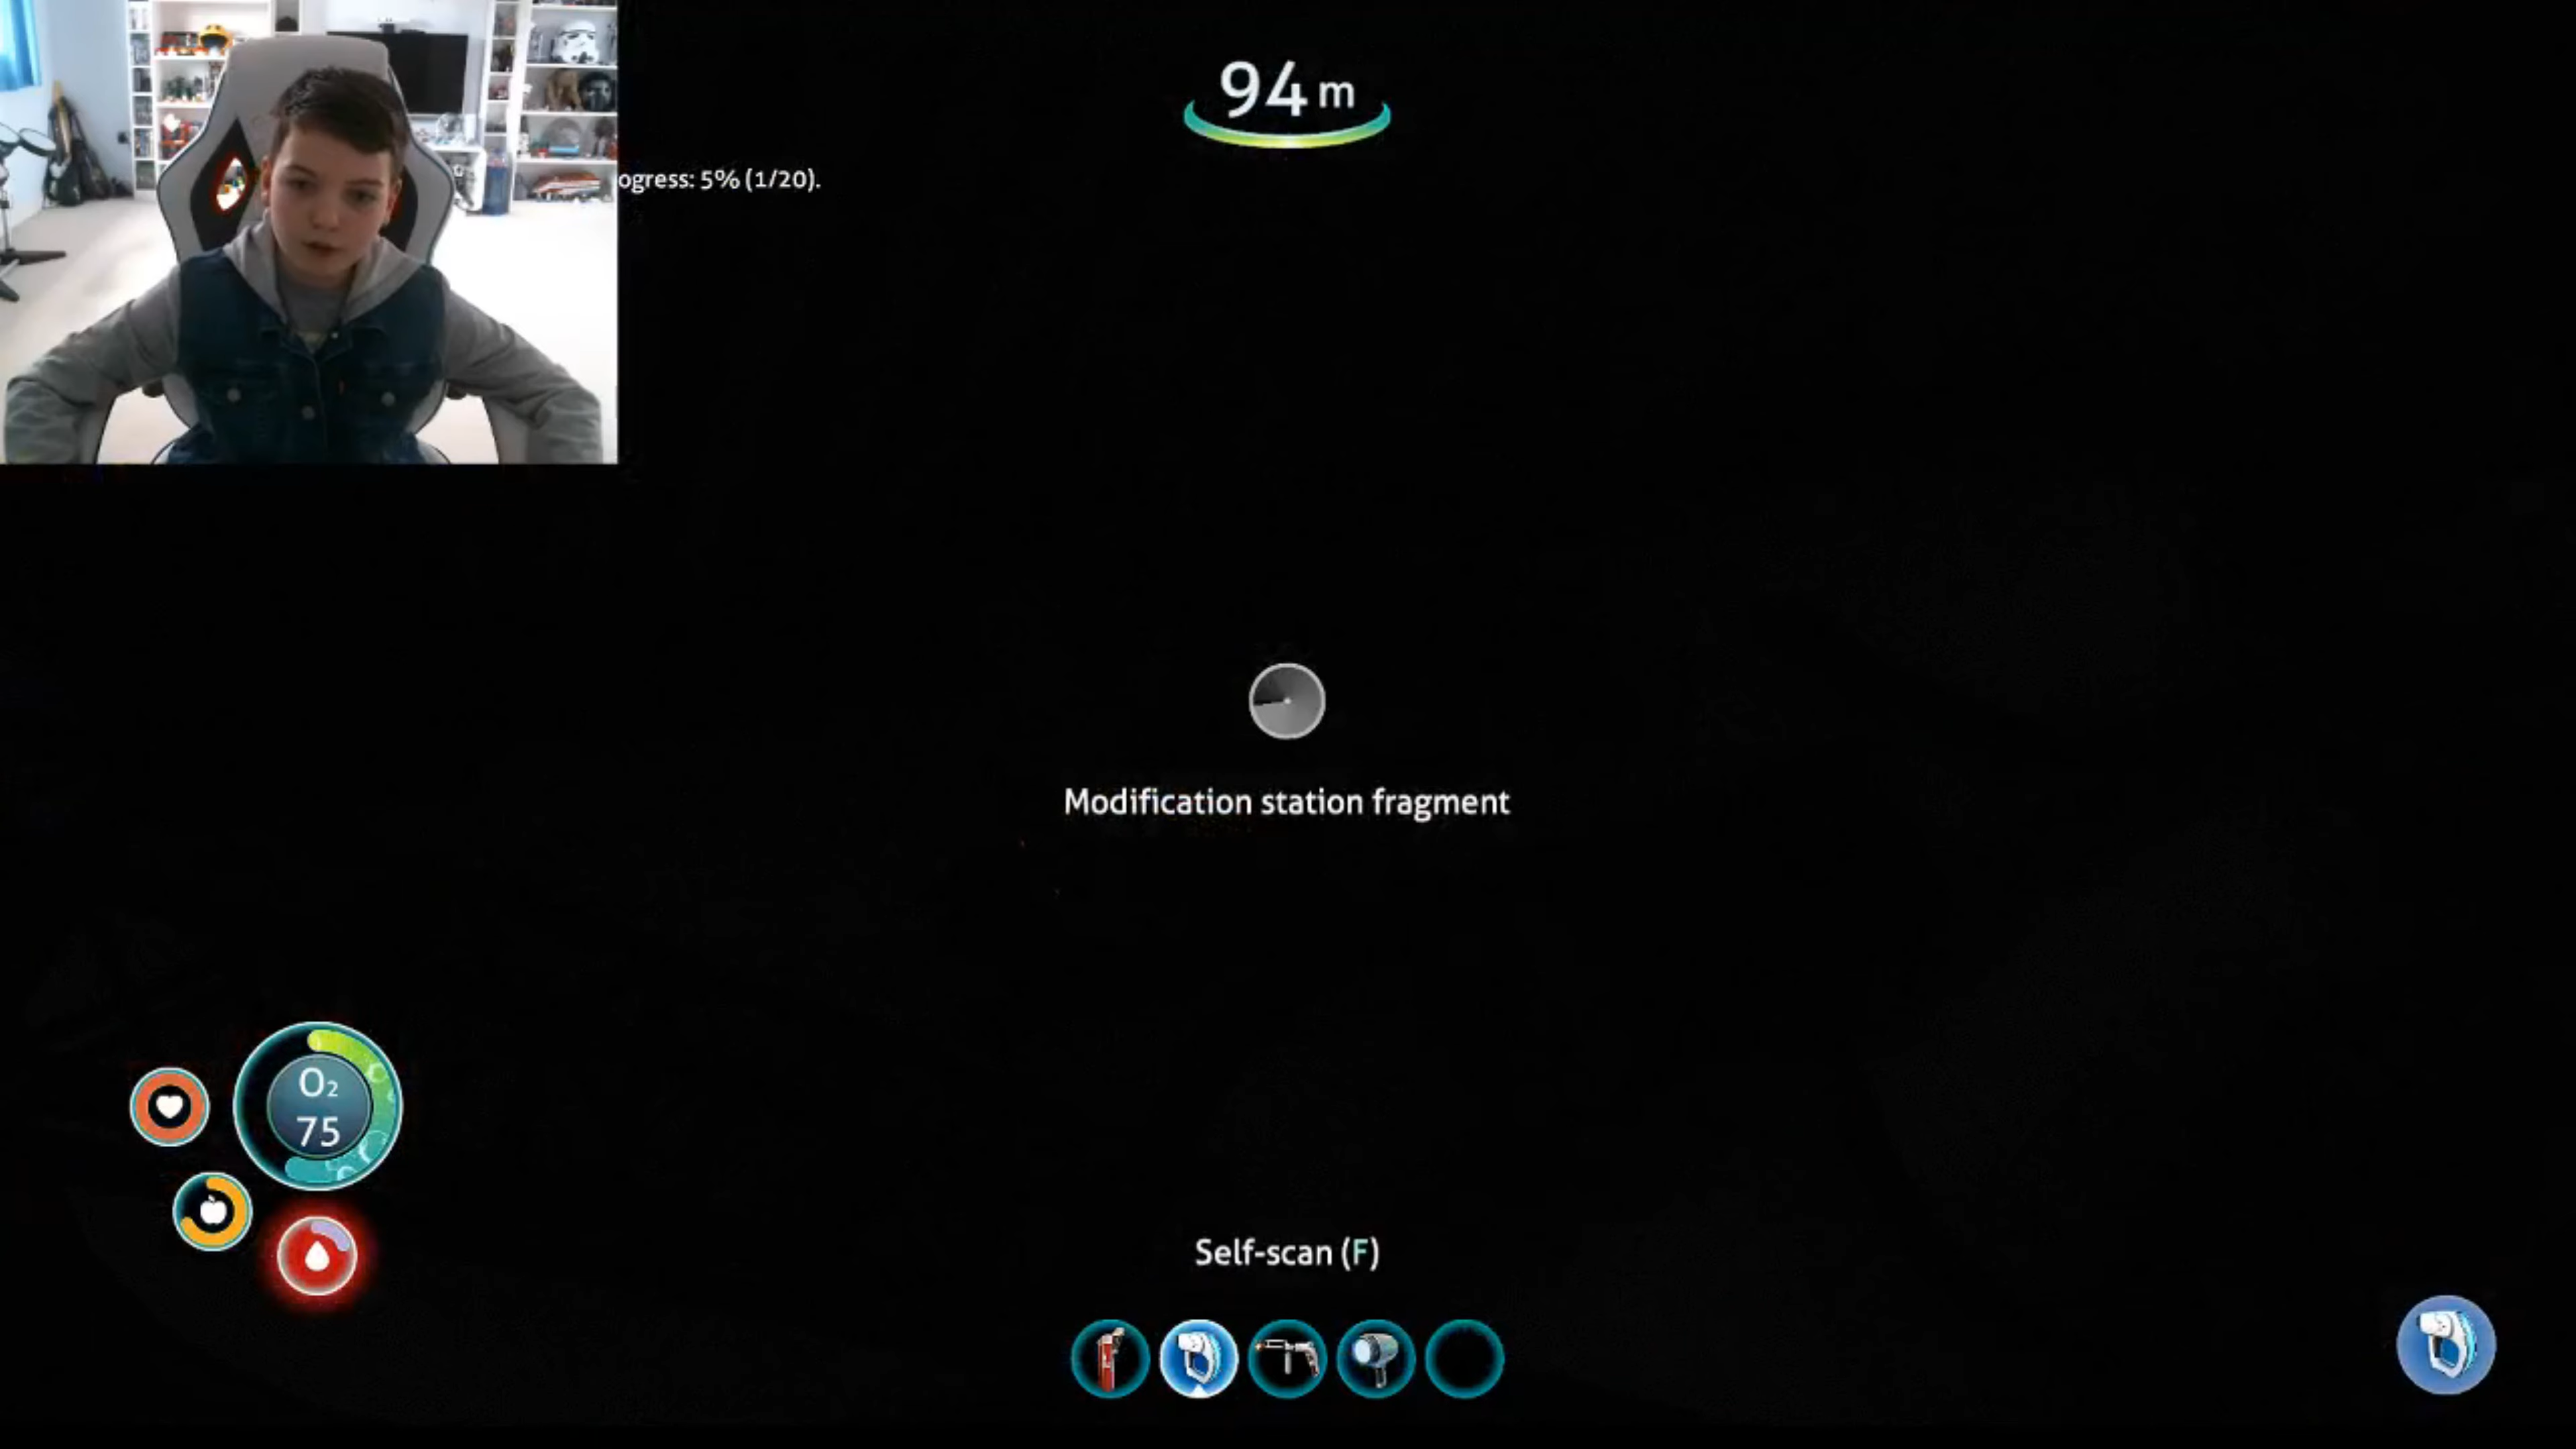 94 m
ogress: 5% (1/20).
Modification station fragment
O₂
75
Self-scan (F)